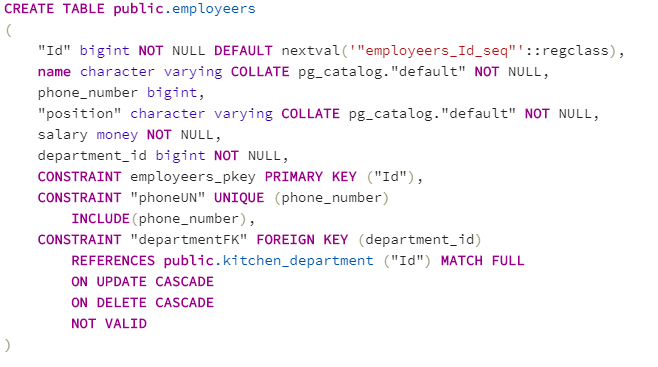 CREATE TABLE public.employeers
(
    "Id" bigint NOT NULL DEFAULT nextval('"employeers_Id_seq"'::regclass),
    name character varying COLLATE pg_catalog."default" NOT NULL,
    phone_number bigint,
    "position" character varying COLLATE pg_catalog."default" NOT NULL,
    salary money NOT NULL,
    department_id bigint NOT NULL,
    CONSTRAINT employeers_pkey PRIMARY KEY ("Id"),
    CONSTRAINT "phoneUN" UNIQUE (phone_number)
        INCLUDE(phone_number),
    CONSTRAINT "departmentFK" FOREIGN KEY (department_id)
        REFERENCES public.kitchen_department ("Id") MATCH FULL
        ON UPDATE CASCADE
        ON DELETE CASCADE
        NOT VALID
)